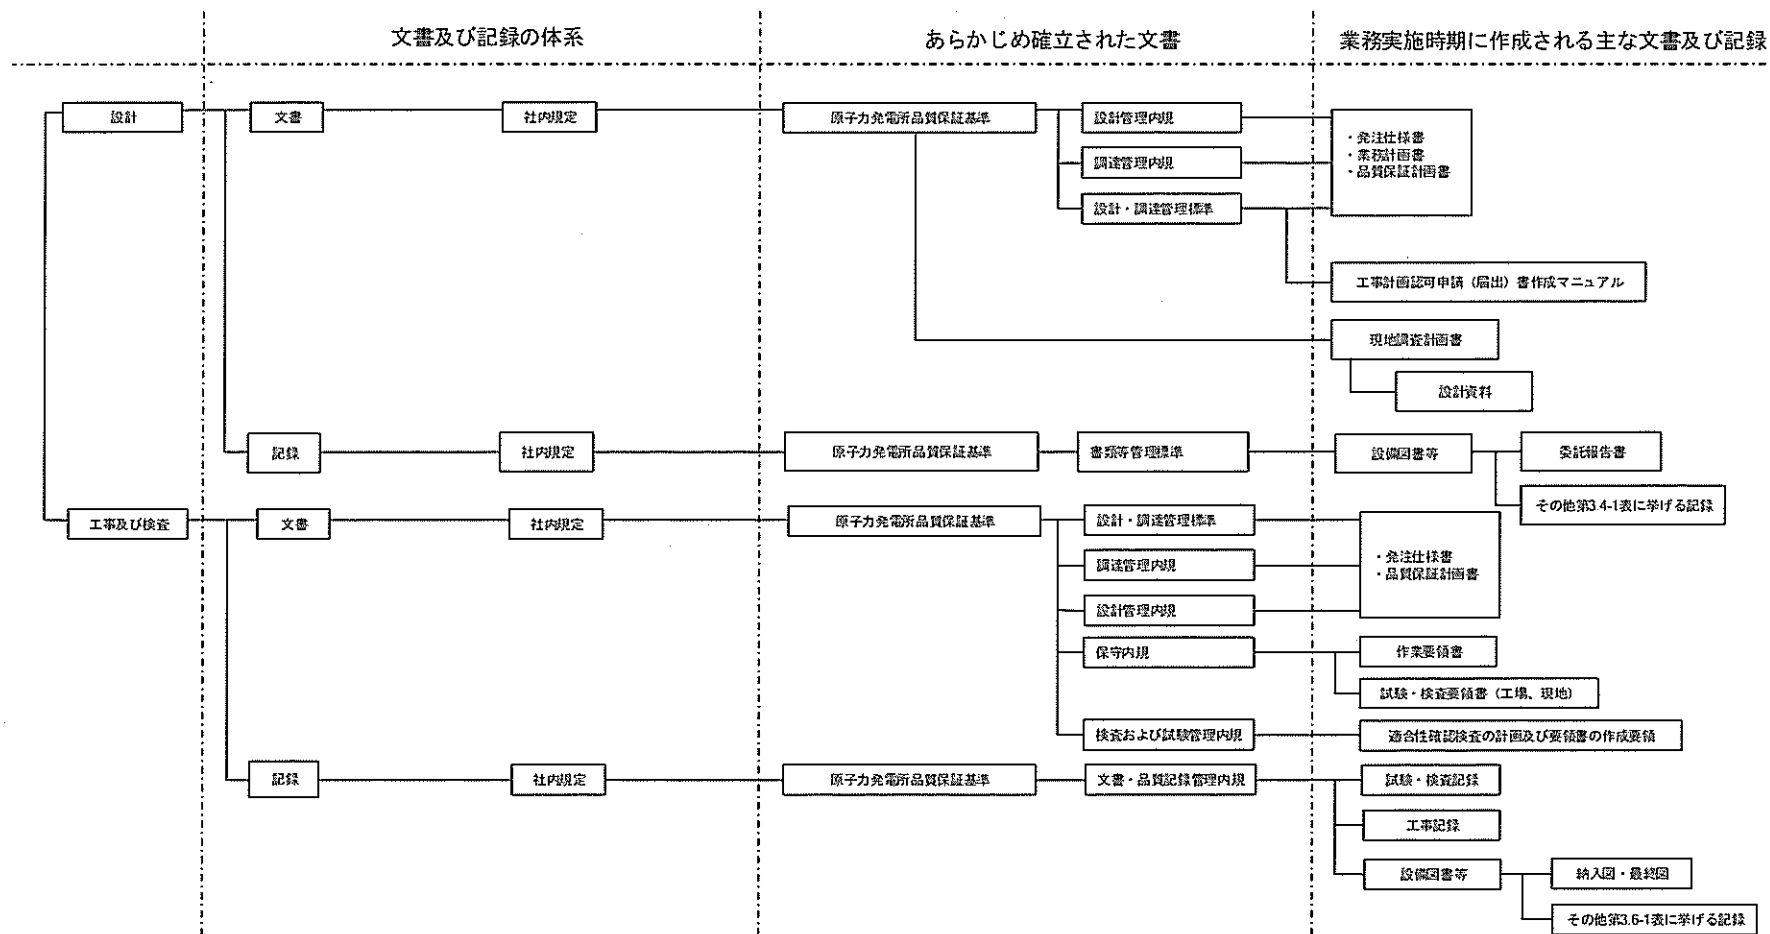 文書及び記録の体系
あらかじめ確立された文書
業務実施時期に作成される主な文書及び記録
設計
文書
社内規定
原子力発電所品質保証基準
設計管理内規
調達管理内規
設計・調達管理標準
・発注仕様書
・業務計画書
・品質保証計画書
工事計画認可申請（届出）書作成マニュアル
現地調査計画書
設計資料
記録
社内規定
原子力発電所品質保証基準
書類等管理標準
設備図書等
委託報告書
その他第3.4-1表に挙げる記録
工事及び検査
文書
社内規定
原子力発電所品質保証基準
設計・調達管理標準
調達管理内規
設計管理内規
・発注仕様書
・品質保証計画書
保守内規
作業要領書
試験・検査要領書（工場、現地）
検査および試験管理内規
適合性確認検査の計画及び要領書の作成要領
記録
社内規定
原子力発電所品質保証基準
文書・品質記録管理内規
試験・検査記録
工事記録
設備図書等
納入図・最終図
その他第3.6-1表に挙げる記録